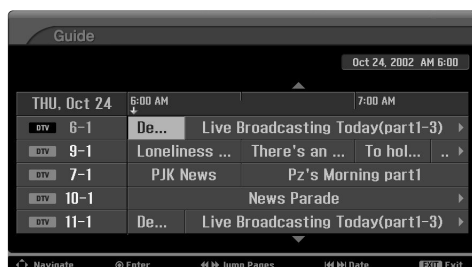 Guide
Oct 24, 2002 AM 6:00
THU, Oct 24 6:00 AM 7:00 AM
DTV 6-1 De... Live Broadcasting Today(part1-3)
DTV 9-1 Loneliness ... There's an ... To hol... ..
DTV 7-1 PJK News Pz's Morning part1
DTV 10-1 News Parade
DTV 11-1 De... Live Broadcasting Today(part1-3)
Navigate Enter Jump Pages Date EXIT Exit